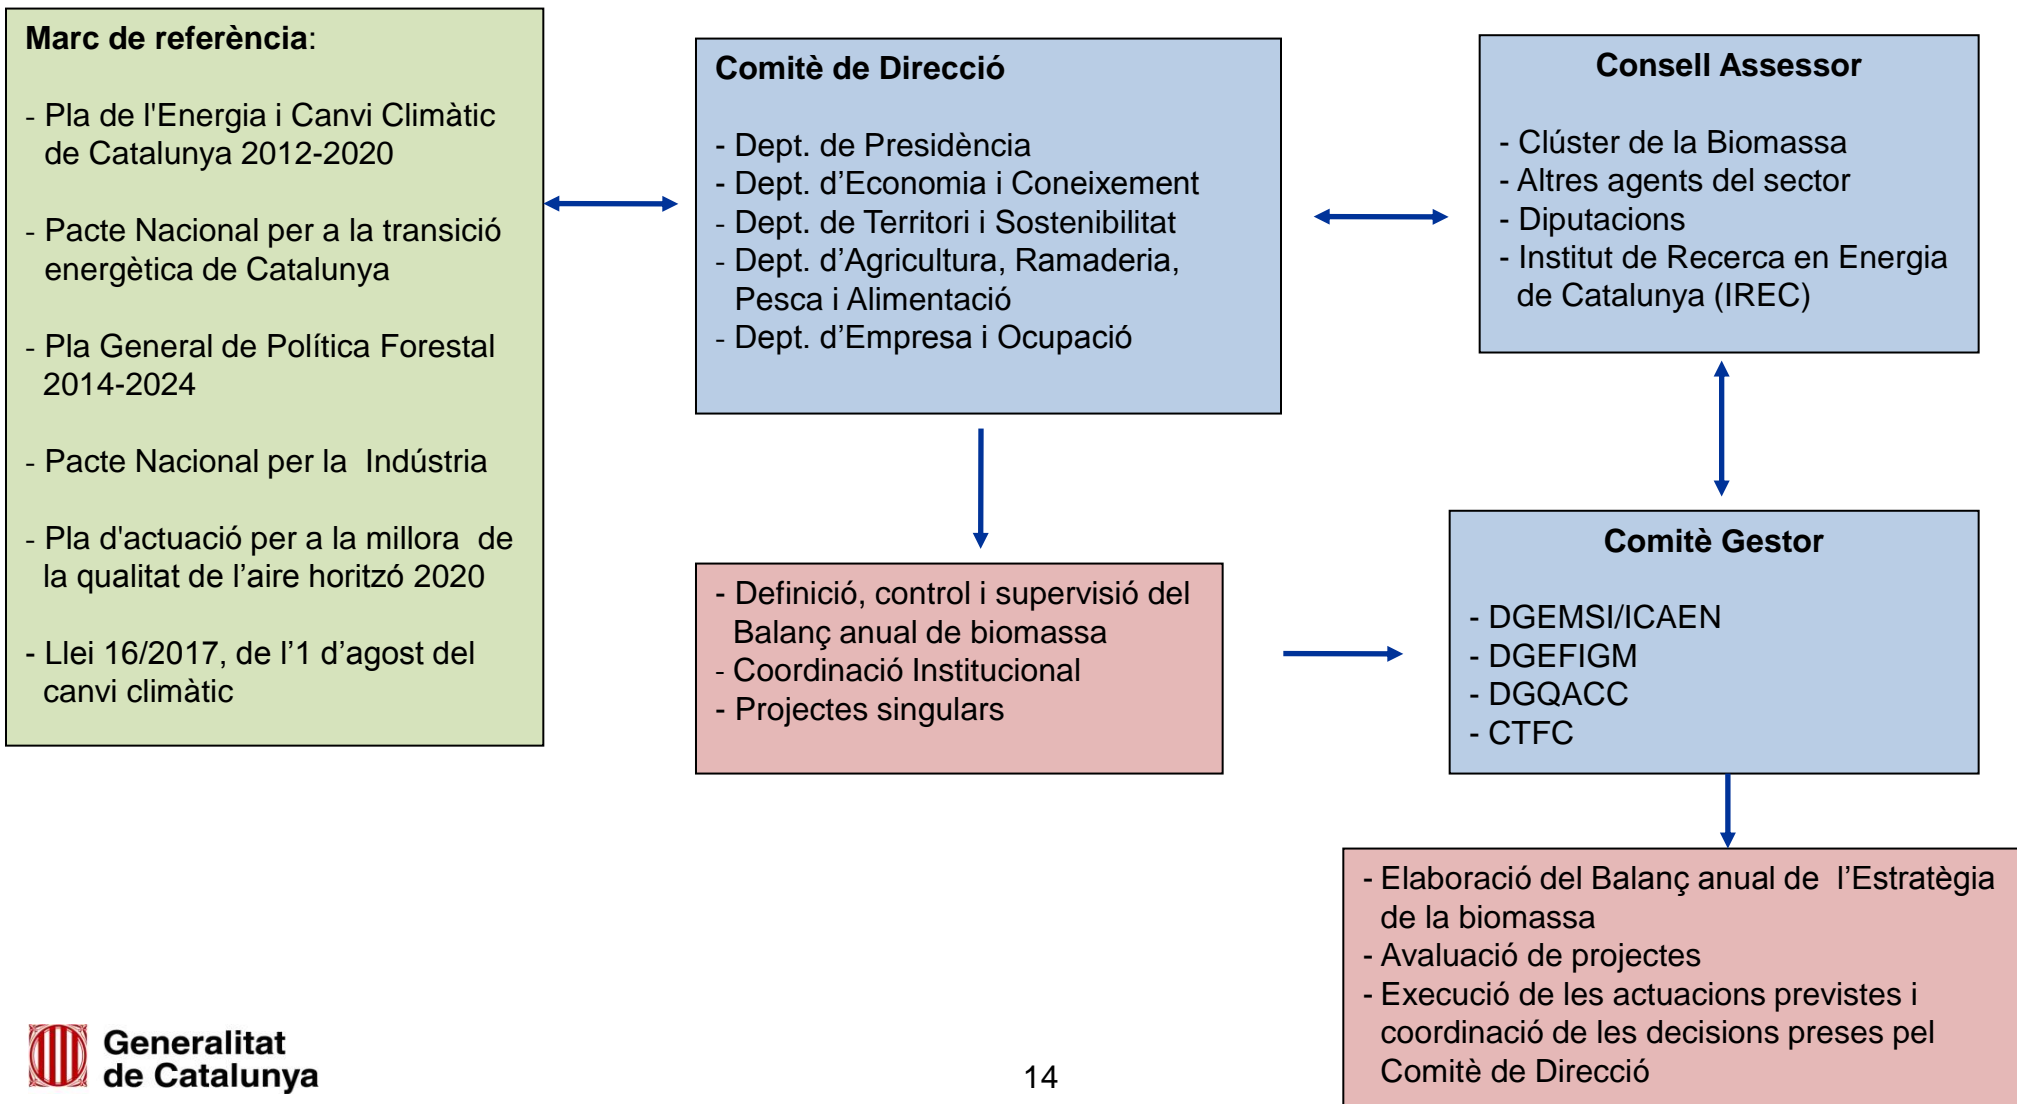 Marc de referència:
- Pla de l'Energia i Canvi Climàtic
de Catalunya 2012-2020
- Pacte Nacional per a la transició
energètica de Catalunya
- Pla General de Política Forestal
2014-2024
- Pacte Nacional per la Indústria
- Pla d'actuació per a la millora de
la qualitat de l’aire horitzó 2020
- Llei 16/2017, de l’1 d’agost del
canvi climàtic
Comitè de Direcció
- Dept. de Presidència
- Dept. d’Economia i Coneixement
- Dept. de Territori i Sostenibilitat
- Dept. d’Agricultura, Ramaderia,
Pesca i Alimentació
- Dept. d’Empresa i Ocupació
Consell Assessor
- Clúster de la Biomassa
- Altres agents del sector
- Diputacions
- Institut de Recerca en Energia
de Catalunya (IREC)
- Definició, control i supervisió del
Balanç anual de biomassa
- Coordinació Institucional
- Projectes singulars
Comitè Gestor
- DGEMSI/ICAEN
- DGEFIGM
- DGQACC
- CTFC
- Elaboració del Balanç anual de l’Estratègia
de la biomassa
- Avaluació de projectes
- Execució de les actuacions previstes i
coordinació de les decisions preses pel
Comitè de Direcció
Generalitat
de Catalunya
14